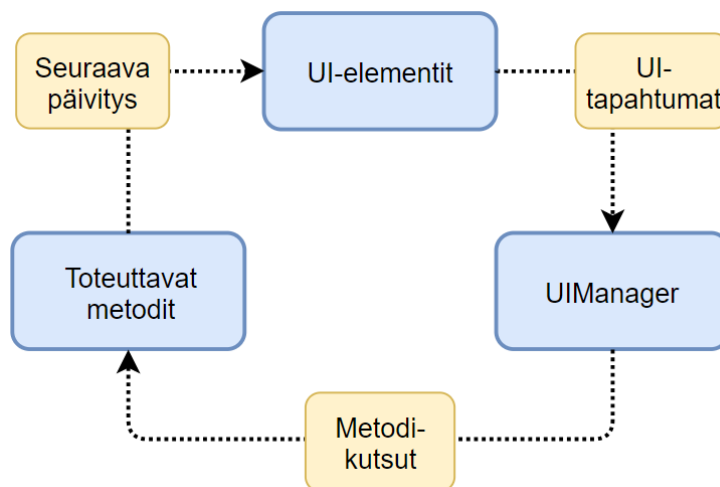 Seuraava
päivitys
UI-elementit
UI-
tapahtumat
Toteuttavat
metodit
UIManager
Metodi-
kutsut